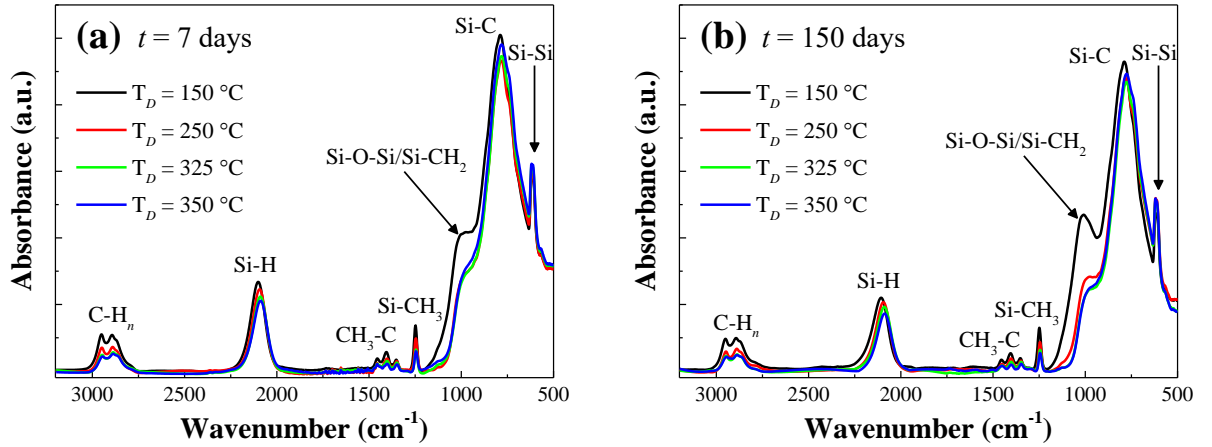 (a) t = 7 days
T_D = 150 °C
T_D = 250 °C
T_D = 325 °C
T_D = 350 °C
Si-C
Si-Si
Si-O-Si/Si-CH₂
Si-H
Si-CH₃
C-Hₙ
CH₃-C
3000 2500 2000 1500 1000 500
Wavenumber (cm⁻¹)
Absorbance (a.u.)
(b) t = 150 days
T_D = 150 °C
T_D = 250 °C
T_D = 325 °C
T_D = 350 °C
Si-C
Si-Si
Si-O-Si/Si-CH₂
Si-H
Si-CH₃
C-Hₙ
CH₃-C
3000 2500 2000 1500 1000 500
Wavenumber (cm⁻¹)
Absorbance (a.u.)